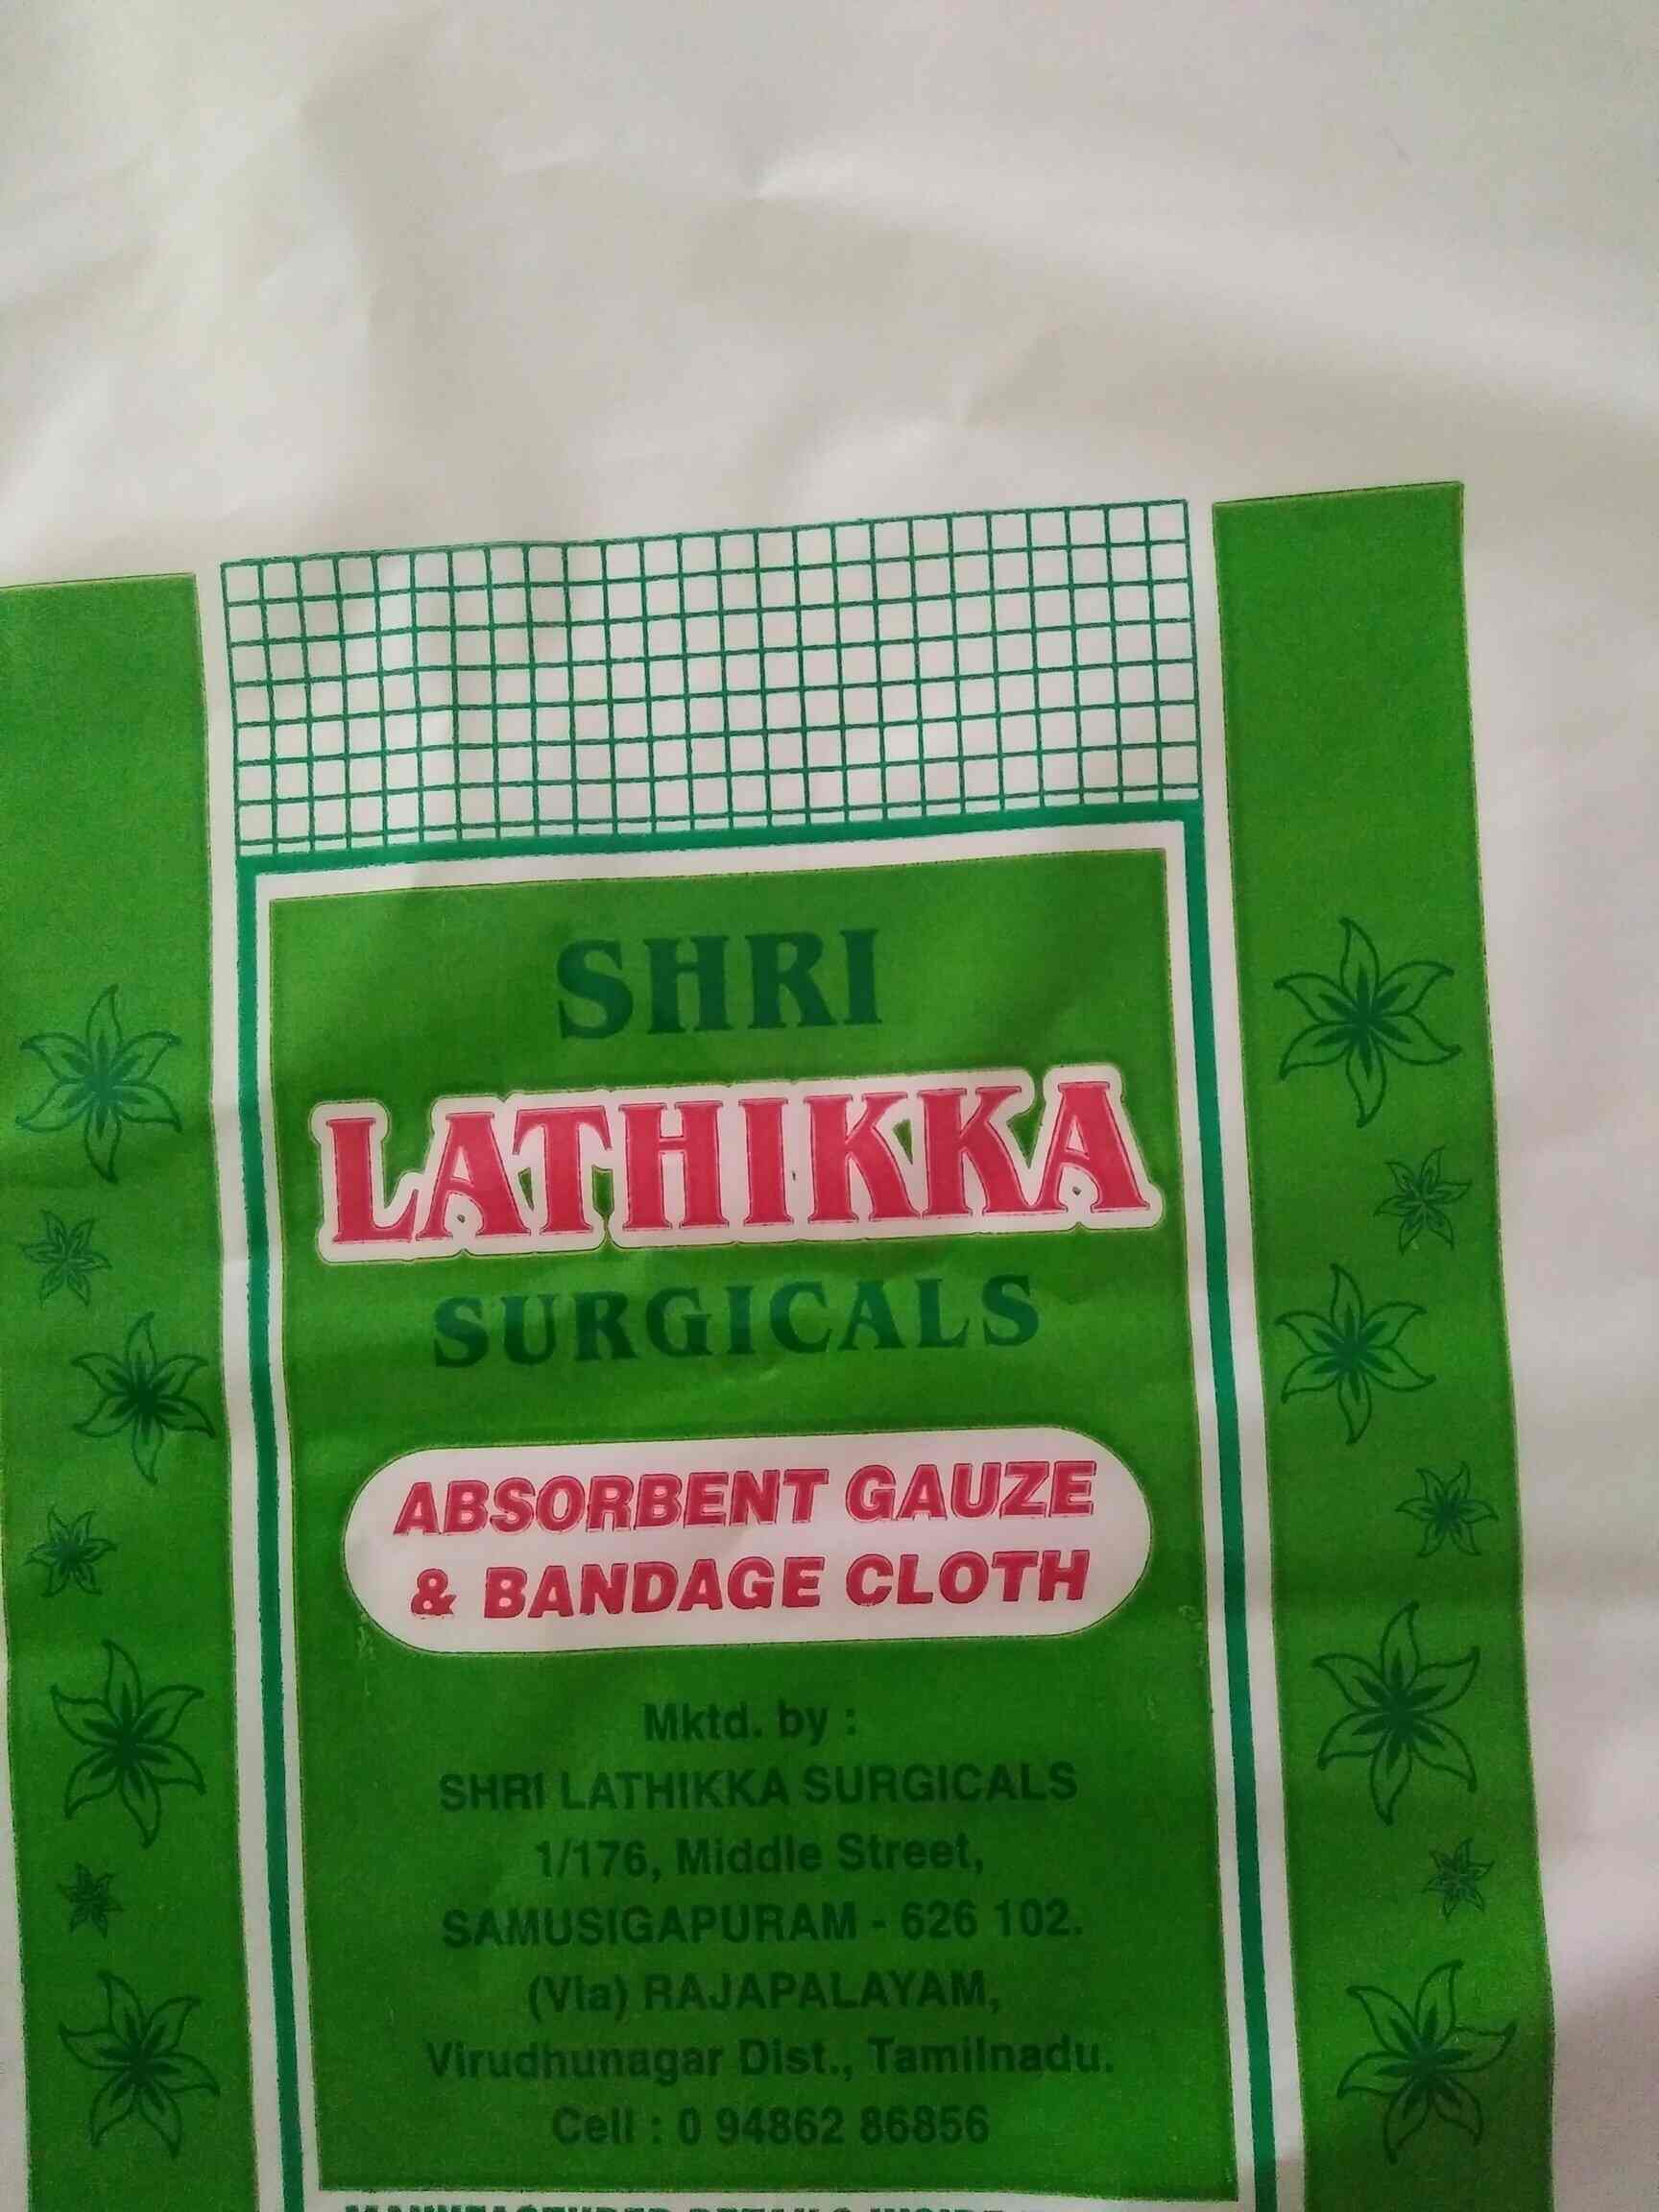 SHRI
LATHIKKA
SURGICALS
ABSORBENT GAUZE
& BANDAGE CLOTH
Mktd. by :
SHRI LATHIKKA SURGICALS
1/176, Middle Street,
SAMUSIGAPURAM - 626 102.
(Via) RAJAPALAYAM,
Virudhunagar Dist., Tamilnadu.
Cell : 0 94862 86856